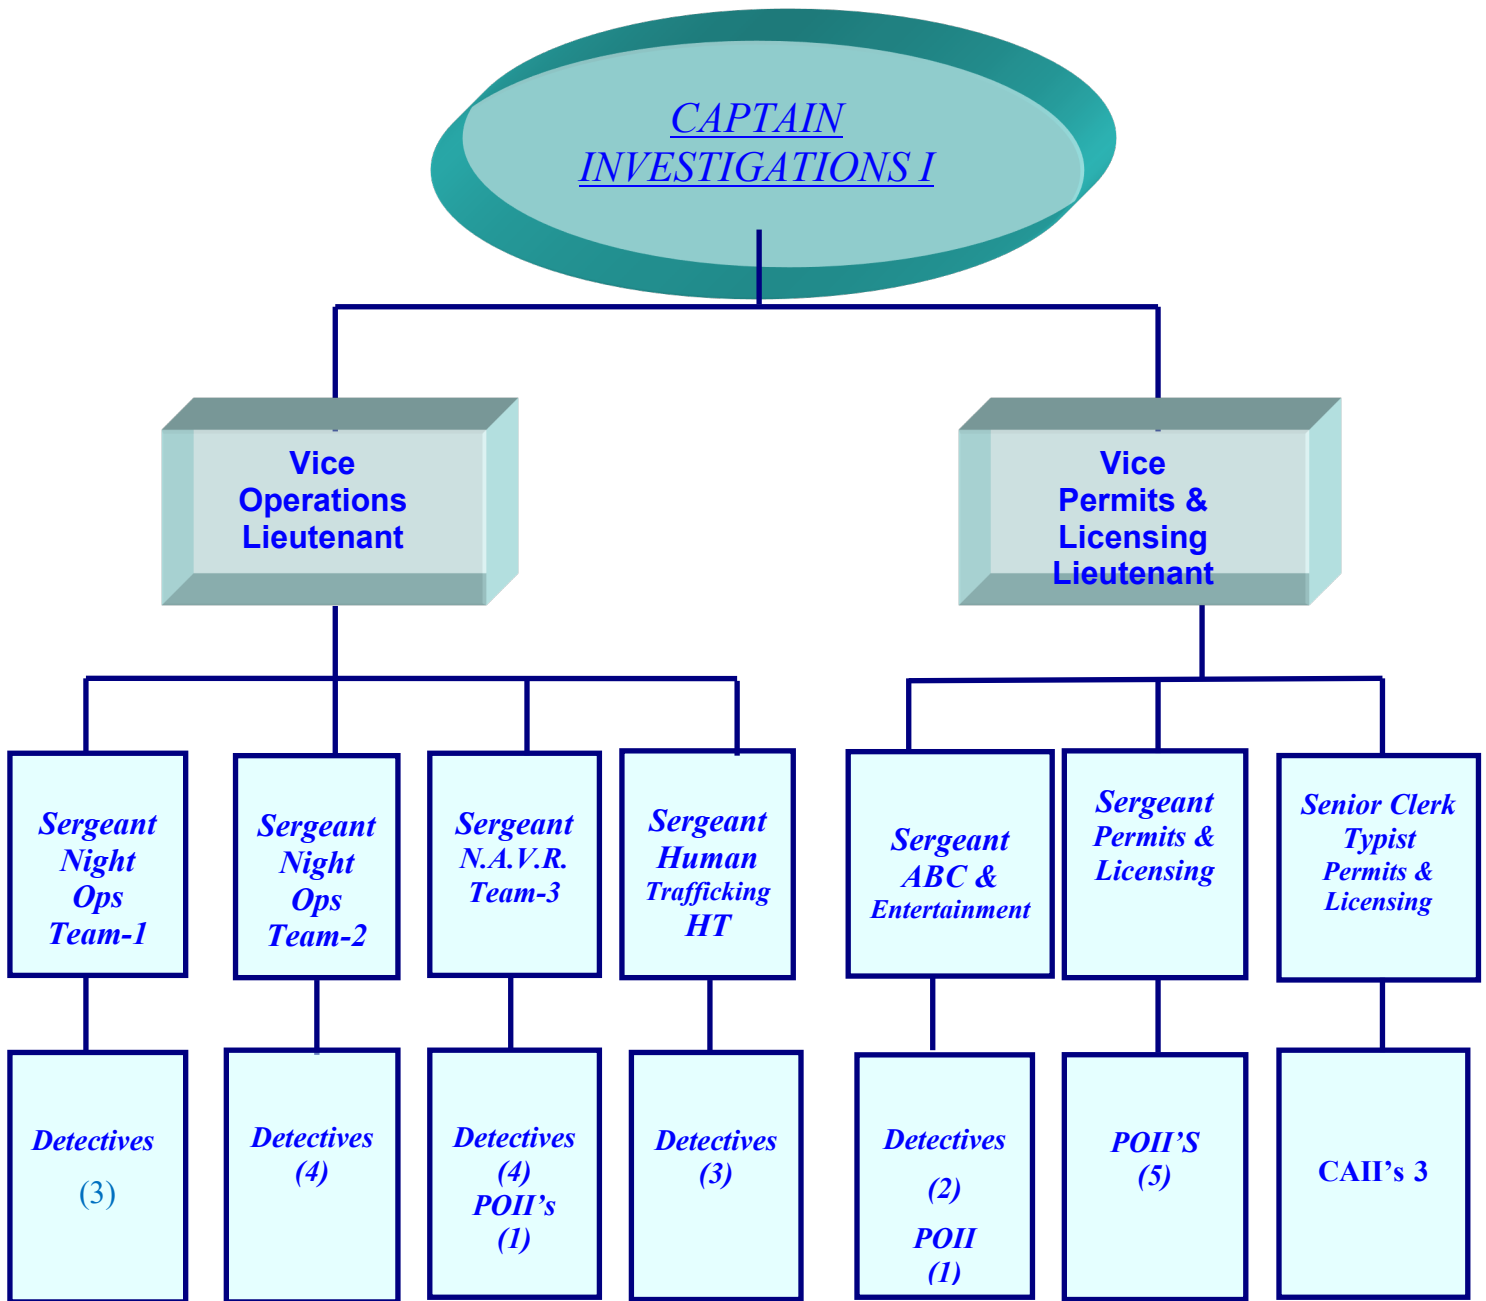 CAPTAIN
INVESTIGATIONS I
Vice
Operations
Lieutenant
Vice
Permits &
Licensing
Lieutenant
Sergeant
Night
Ops
Team-1
Sergeant
Night
Ops
Team-2
Sergeant
N.A.V.R.
Team-3
Sergeant
Human
Trafficking
HT
Sergeant
ABC &
Entertainment
Sergeant
Permits &
Licensing
Senior Clerk
Typist
Permits &
Licensing
Detectives
(3)
Detectives
(4)
Detectives
(4)
POII’s
(1)
Detectives
(3)
Detectives
(2)
POII
(1)
POII’S
(5)
CAII’s 3